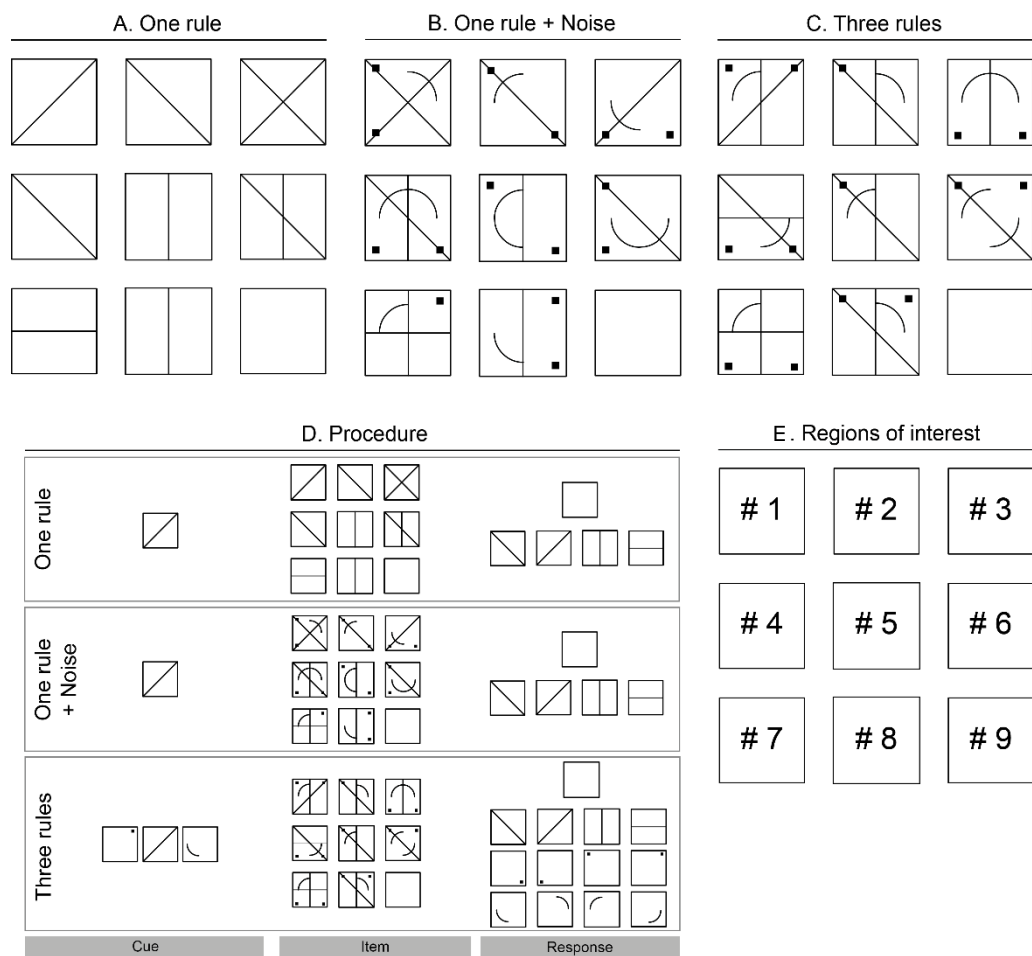 A. One rule
B. One rule + Noise
C. Three rules
D. Procedure
E. Regions of interest
One rule
One rule
+ Noise
Three rules
Cue
Item
Response
# 1
# 2
# 3
# 4
# 5
# 6
# 7
# 8
# 9